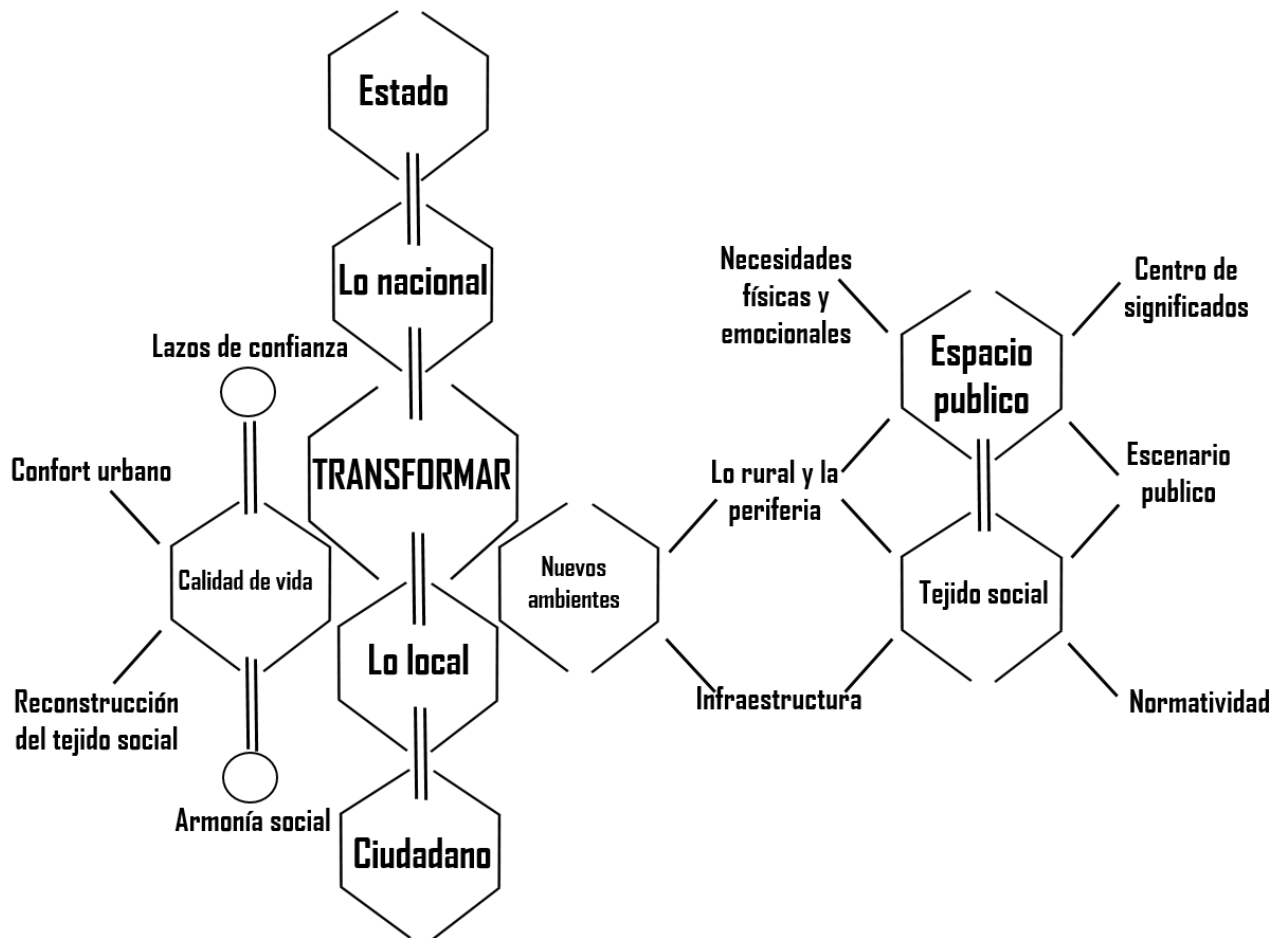 Estado
Lo nacional
Lazos de confianza
Confort urbano
TRANSFORMAR
Calidad de vida
Lo local
Reconstrucción
del tejido social
Armonía social
Ciudadano
Nuevos
ambientes
Necesidades
físicas y
emocionales
Centro de
significados
Espacio
publico
Lo rural y la
periferia
Escenario
publico
Tejido social
Infraestructura
Normatividad